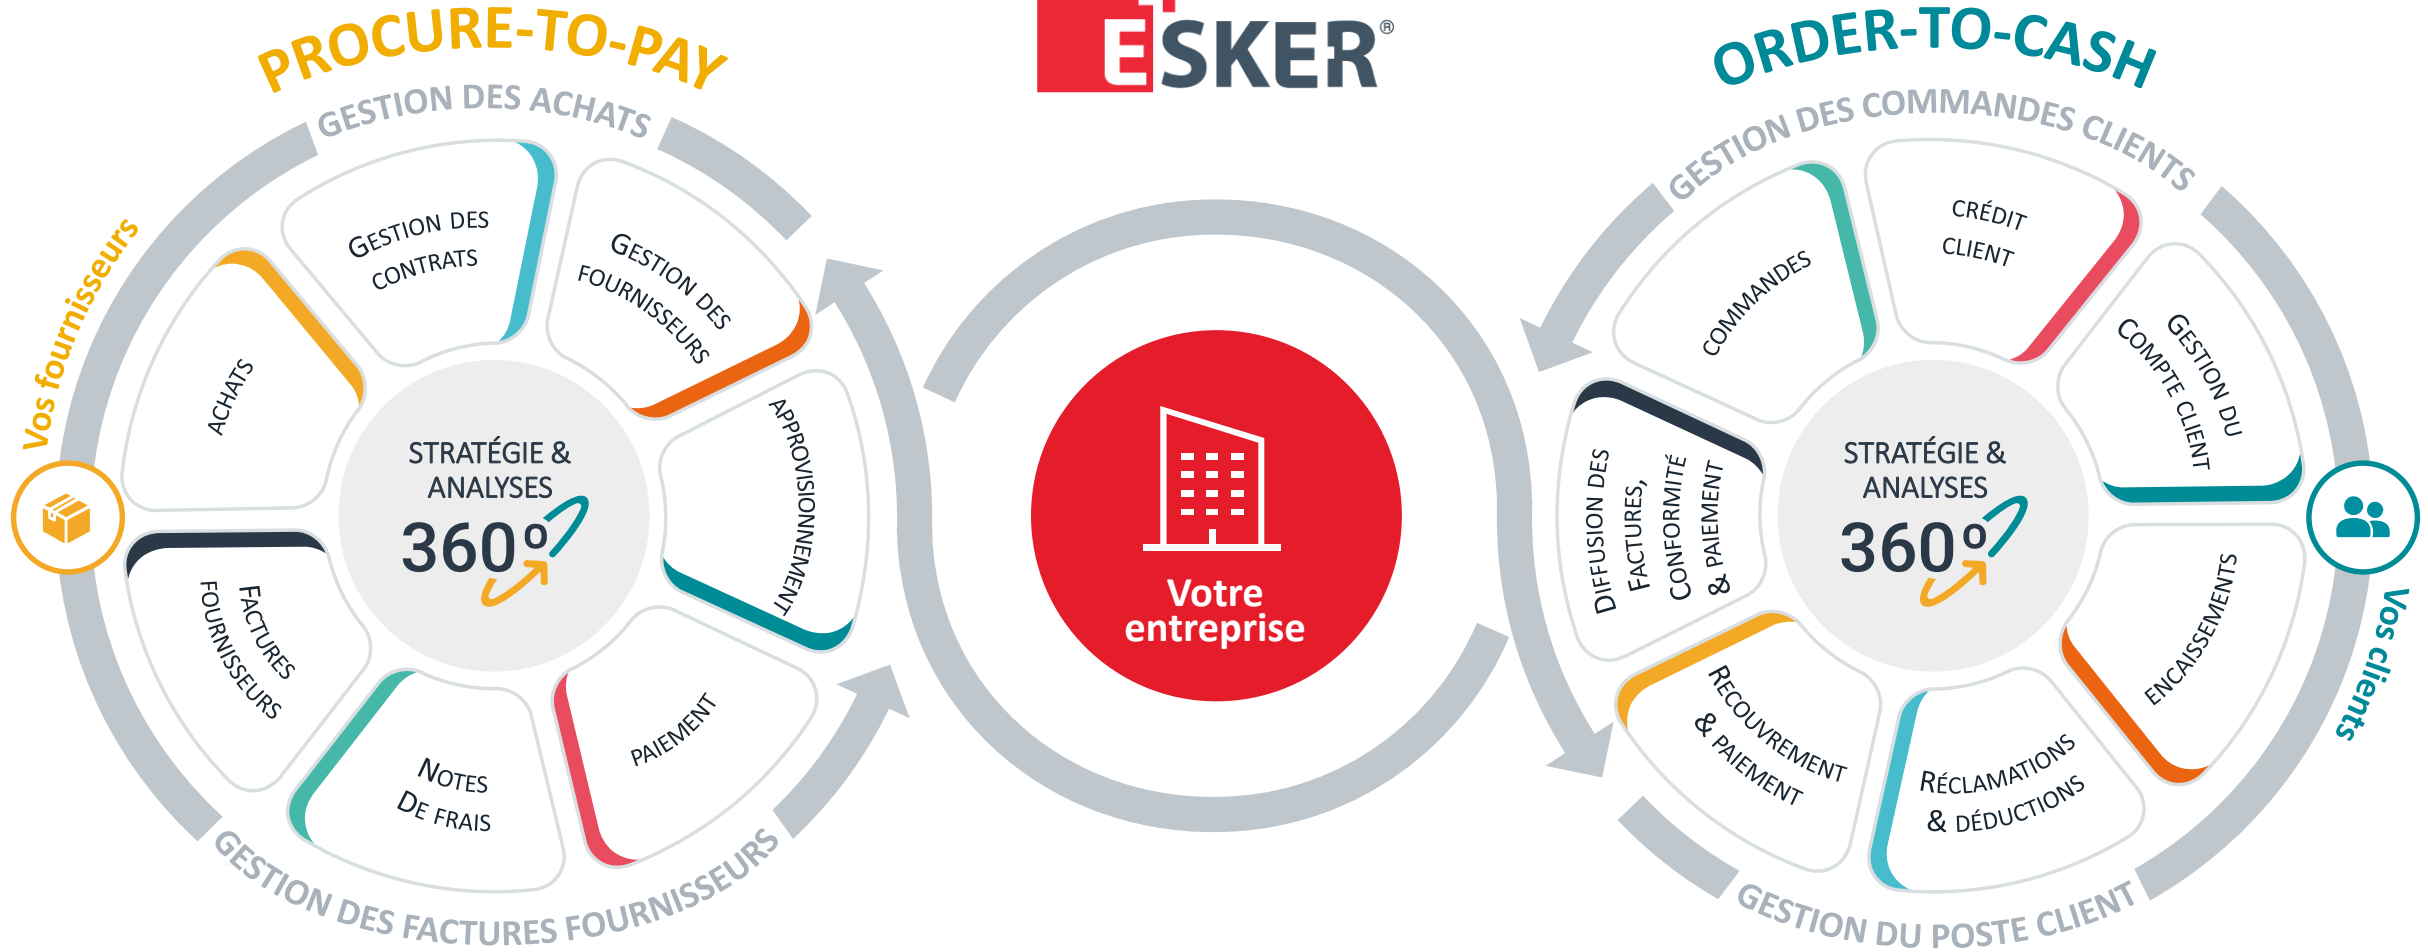 PROCURE-TO-PAY
GESTION DES ACHATS
Vos fournisseurs
GESTION DES
CONTRATS
GESTION DES
FOURNISSEURS
ACHATS
APPROVISIONNEMENT
STRATÉGIE &
ANALYSES
360°
FACTURES
FOURNISSEURS
NOTES
DE FRAIS
PAIEMENT
GESTION DES FACTURES FOURNISSEURS
ESKER®
Votre
entreprise
ORDER-TO-CASH
GESTION DES COMMANDES CLIENTS
COMMANDES
CRÉDIT
CLIENT
GESTION DU
COMPTE CLIENT
DIFFUSION DES
FACTURES,
CONFORMITÉ
& PAIEMENT
STRATÉGIE &
ANALYSES
360°
ENCAISSEMENTS
RECOUVREMENT
& PAIEMENT
RÉCLAMATIONS
& DÉDUCTIONS
Vos clients
GESTION DU POSTE CLIENT